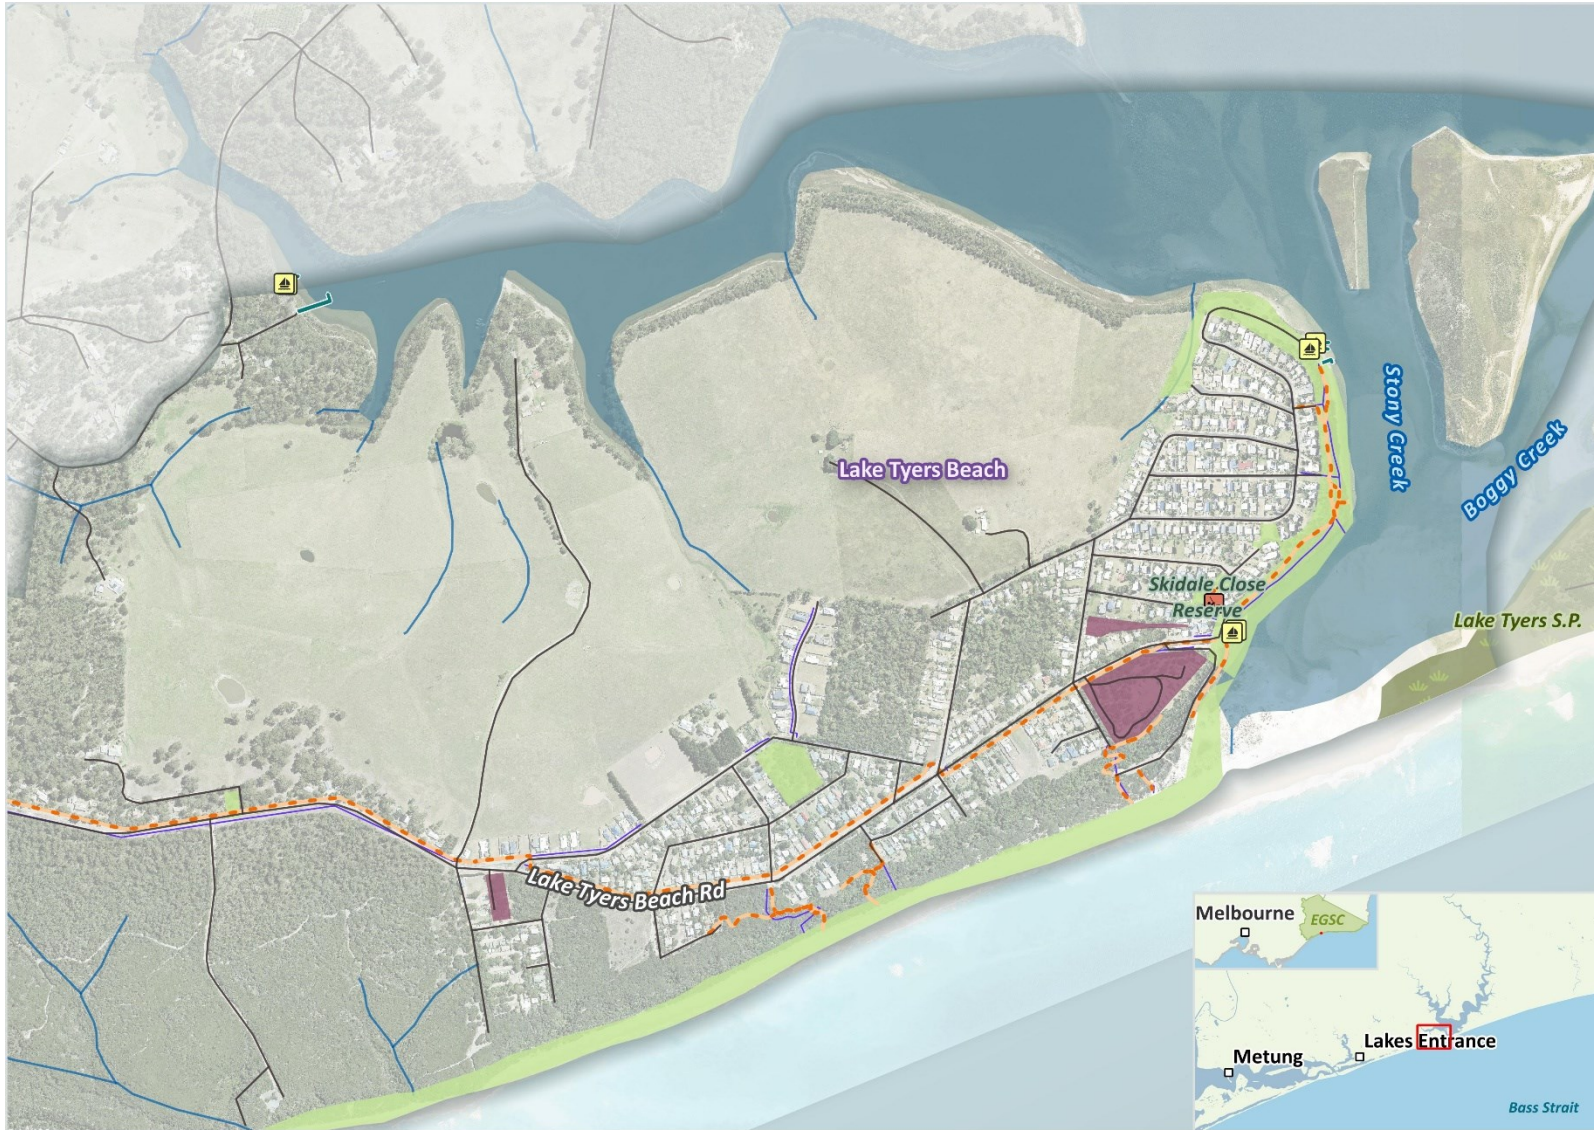 Stony Creek
Boggy Creek
Lake Tyers Beach
Skidale Close
Reserve
Lake Tyers S.P.
Lake Tyers Beach Rd
Melbourne
EGSC
Lakes Entrance
Metung
Bass Strait